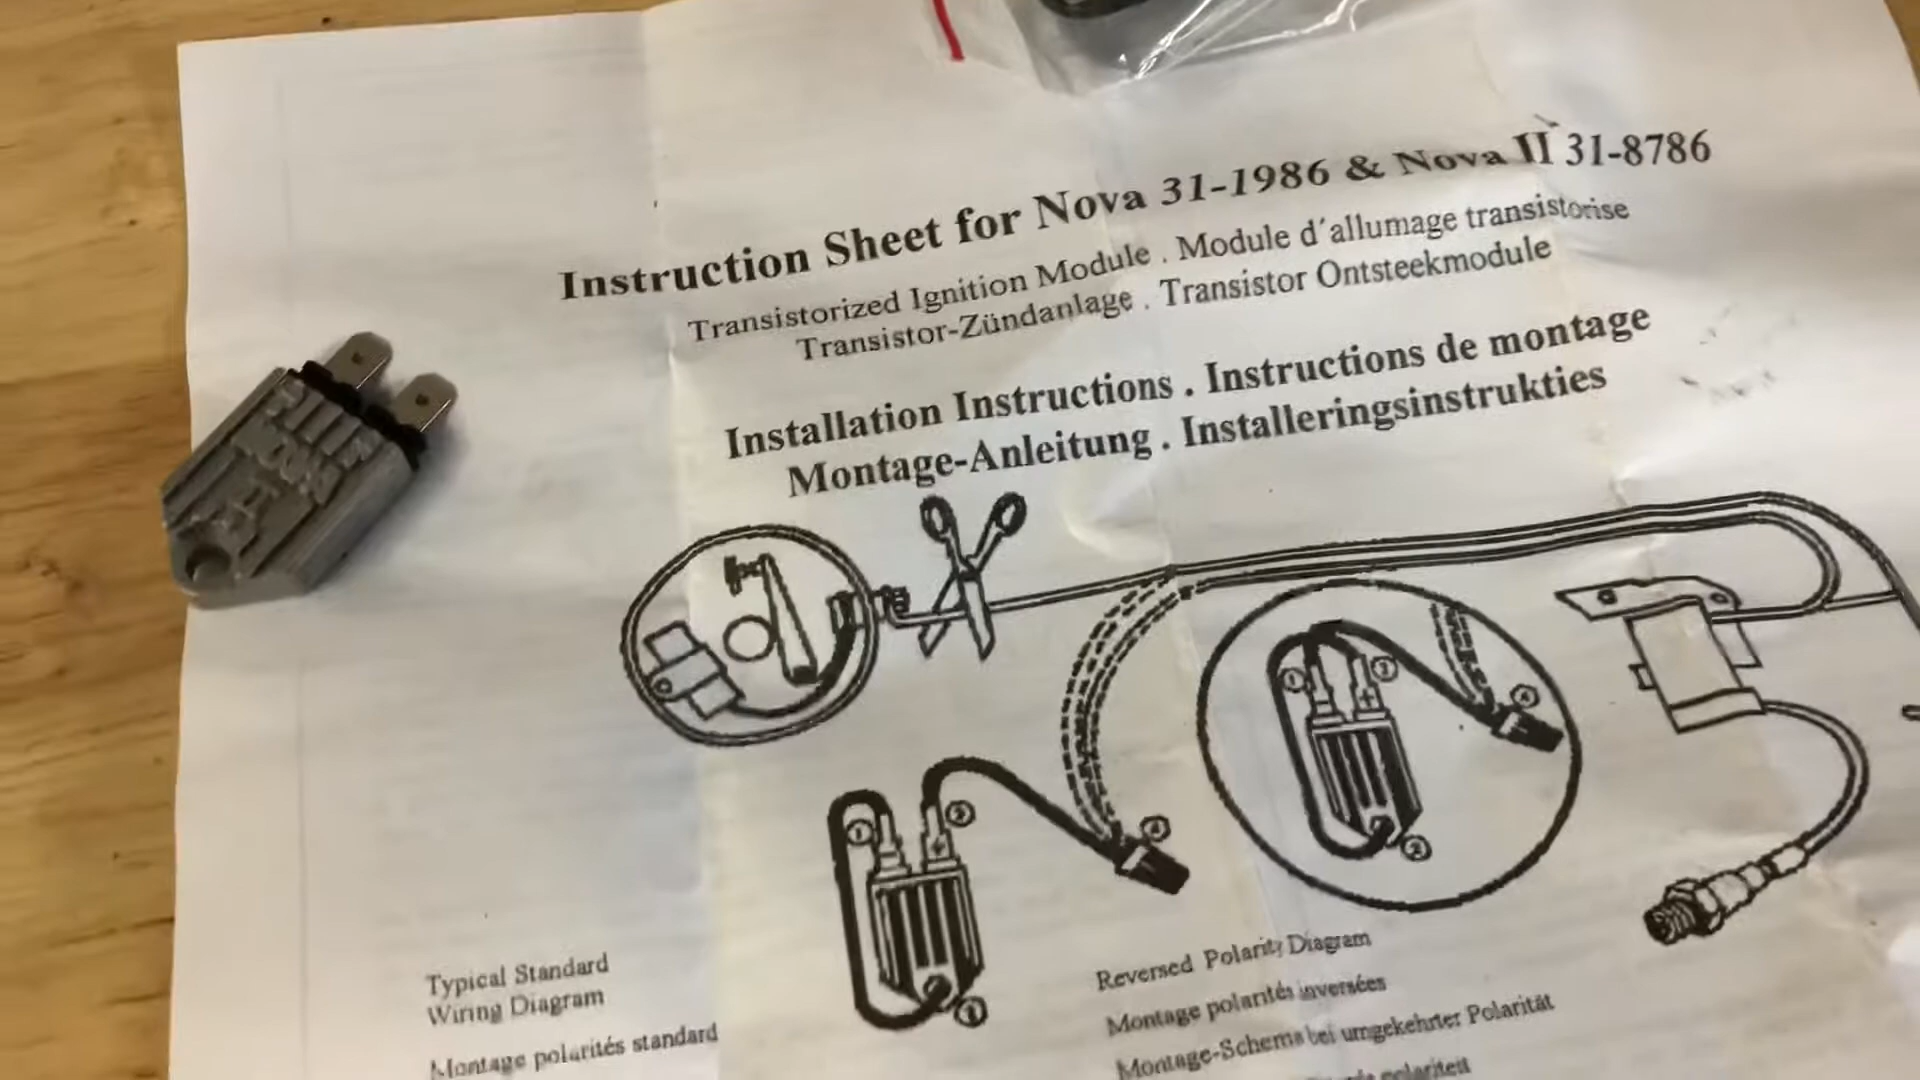 Instruction Sheet for Nova 31-1986 & Nova II 31-8786
Transistorized Ignition Module . Module d´allumage transistorise
Transistor-Zündanlage . Transistor Ontsteekmodule
Installation Instructions . Instructions de montage
Montage-Anleitung . Installeringsinstrukties
Typical Standard
Wiring Diagram
Montage polarités standard
Reversed Polarity Diagram
Montage polarités inversées
Montage-Schema bei umgekehrter Polarität